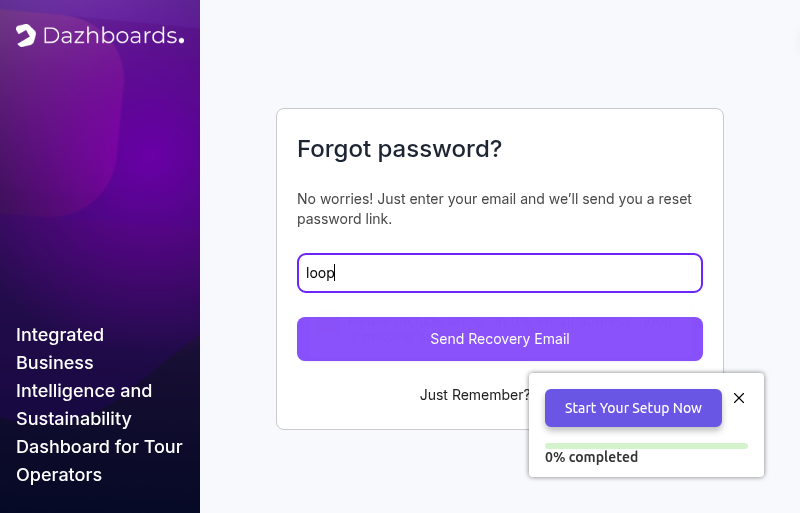 Dazhboards.
Integrated
Business
Intelligence and
Sustainability
Dashboard for Tour
Operators
Forgot password?
No worries! Just enter your email and we’ll send you a reset
password link.
loop
Send Recovery Email
Just Remember?
Start Your Setup Now
0% completed